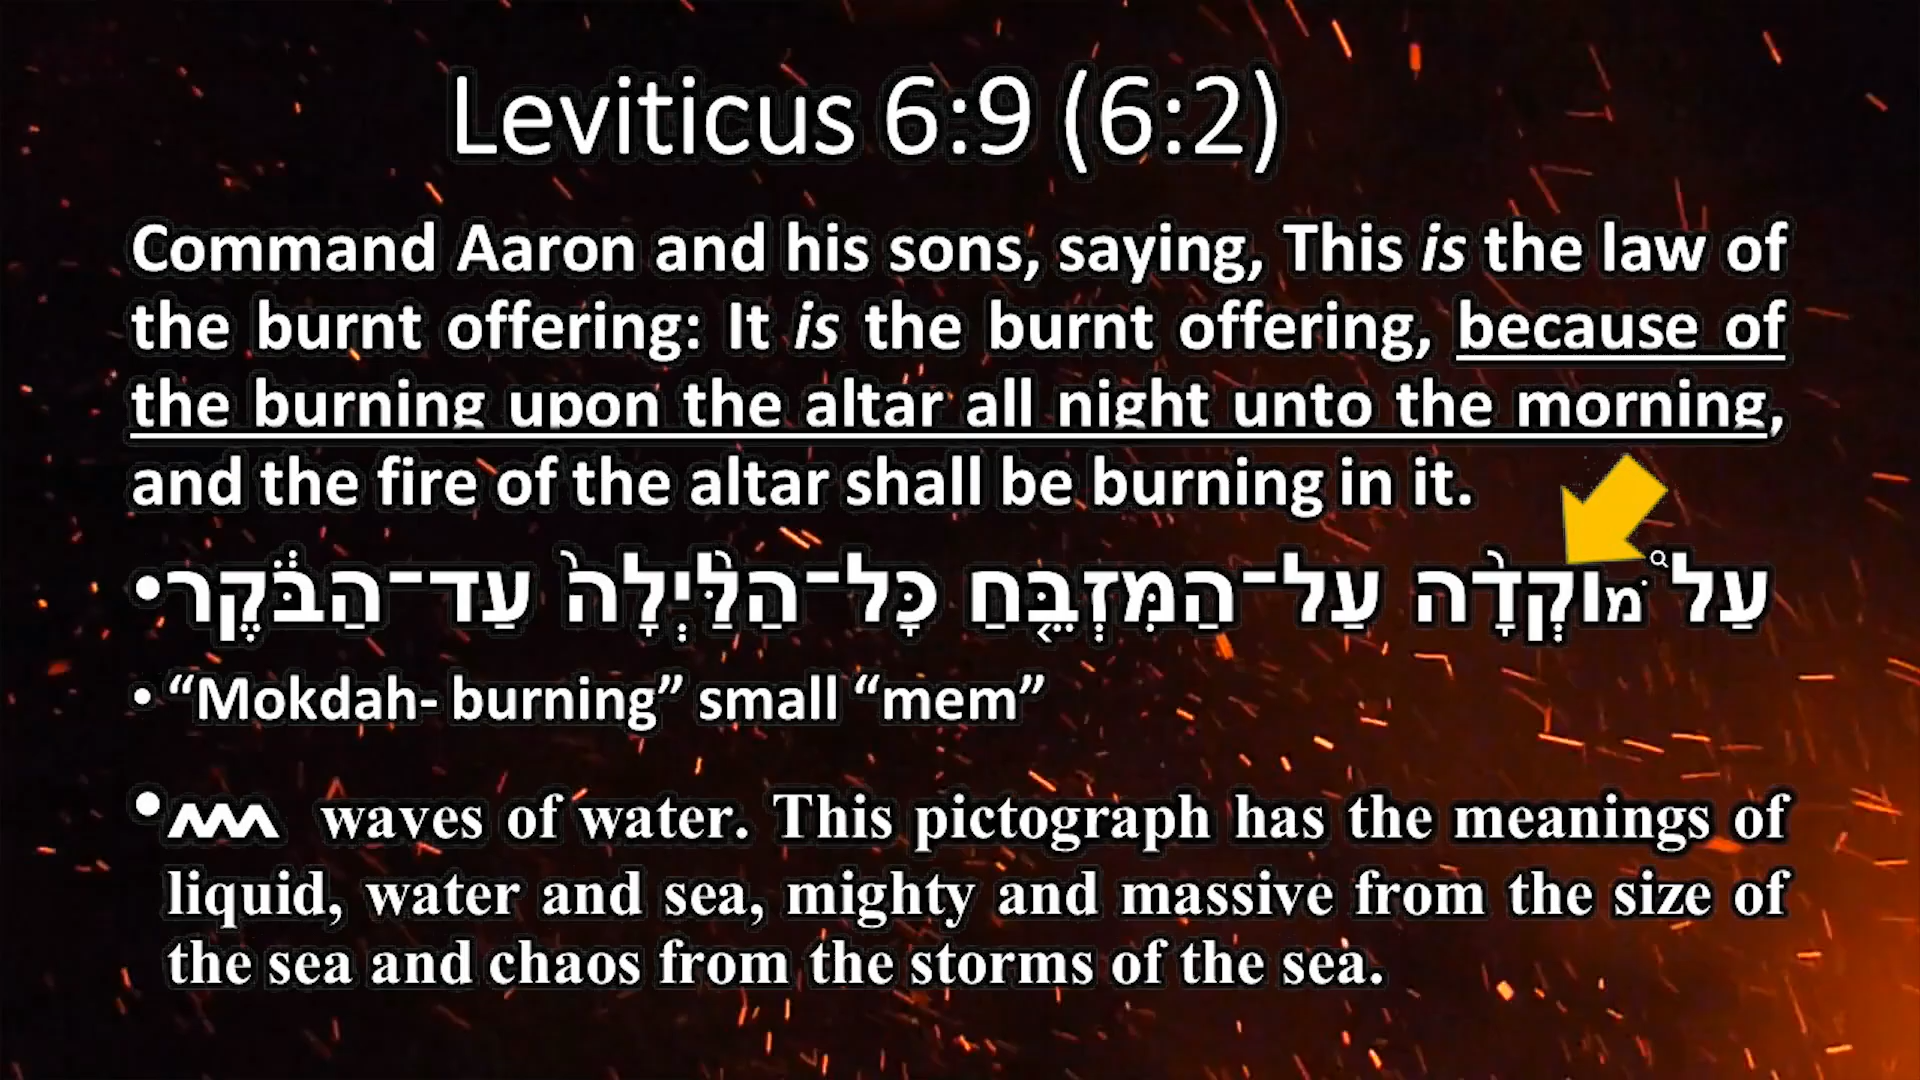 Leviticus 6:9 (6:2)
Command Aaron and his sons, saying, This is the law of
the burnt offering: It is the burnt offering, because of
the burning upon the altar all night unto the morning,
and the fire of the altar shall be burning in it.
•עַל֩ מוֹקְדָ֨ה עַל־הַמִּזְבֵּ֤חַ כָּל־הַלַּ֙יְלָה֙ עַד־הַבֹּ֔קֶר
• “Mokdah- burning” small “mem”
• waves of water. This pictograph has the meanings of
liquid, water and sea, mighty and massive from the size of
the sea and chaos from the storms of the sea.